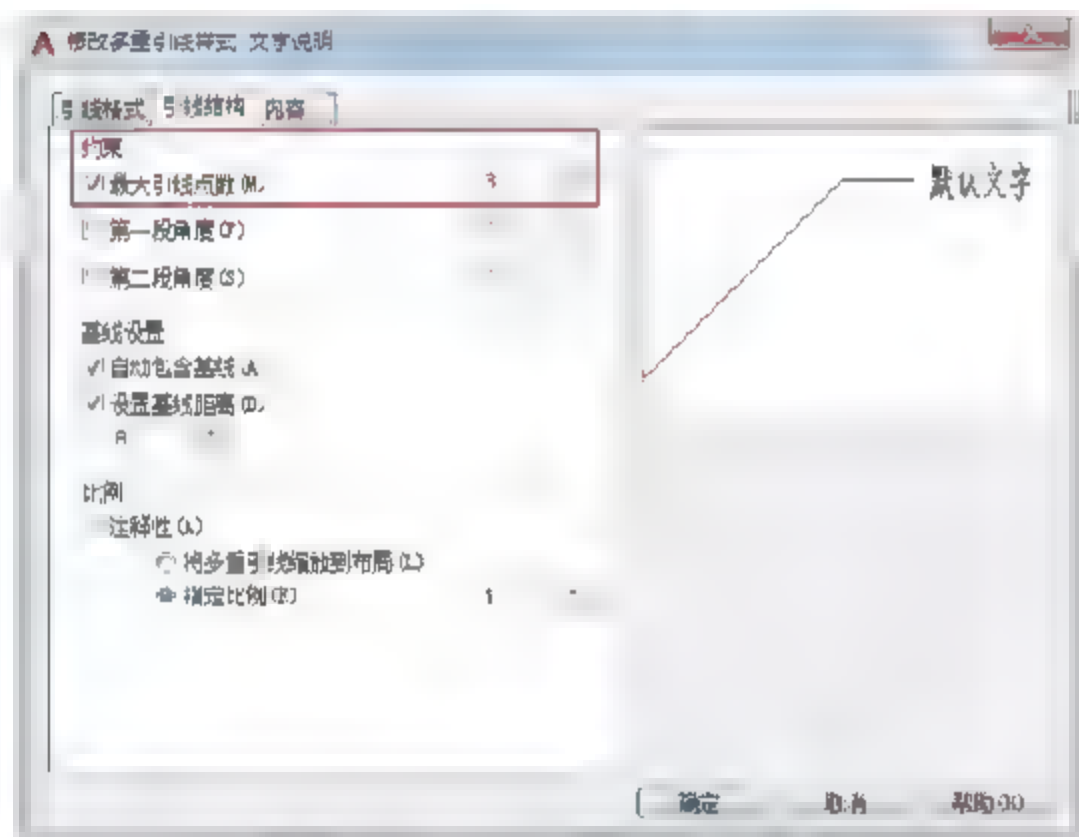 修改多重引线样式 文字说明
引线格式 引线结构 内容
约束
最大引线点数(M) 3
第一段角度(F)
第二段角度(S)
基线设置
自动包含基线(A
设置基线距离(D)
8
比例
注释性(A)
将多重引线缩放到布局(L)
指定比例(E) 1
默认文字
确定 取消 帮助(H)